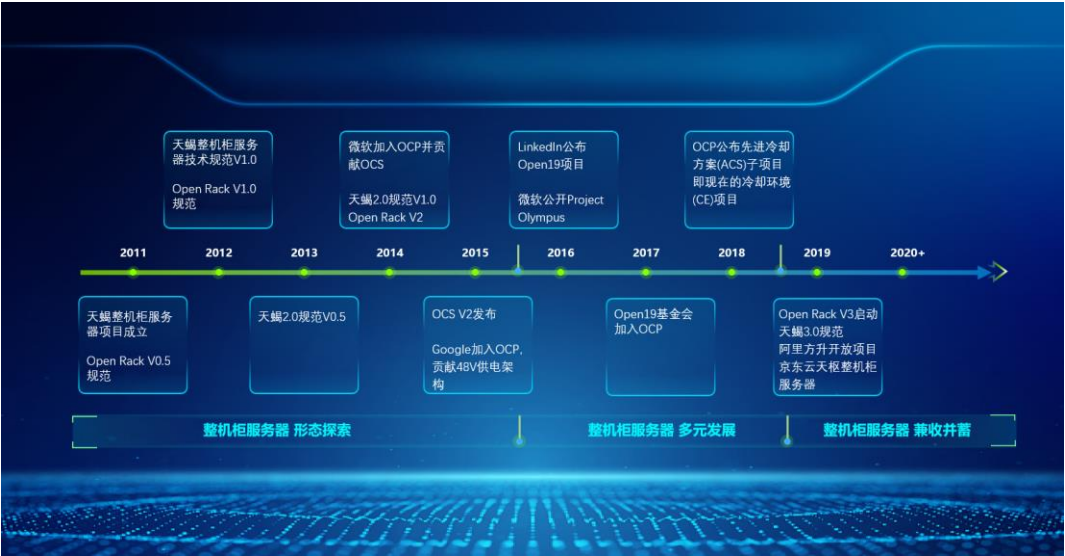 天蝎整机柜服务
器技术规范V1.0
Open Rack V1.0
规范
微软加入OCP并贡
献OCS
天蝎2.0规范V1.0
Open Rack V2
LinkedIn公布
Open19项目
微软公开Project
Olympus
OCP公布先进冷却
方案(ACS)子项目
即现在的冷却环境
(CE)项目
2011
2012
2013
2014
2015
2016
2017
2018
2019
2020+
天蝎整机柜服务
器项目成立
Open Rack V0.5
规范
天蝎2.0规范V0.5
OCS V2发布
Google加入OCP,
贡献48V供电架
构
Open19基金会
加入OCP
Open Rack V3启动
天蝎3.0规范
阿里方升开放项目
京东云天枢整机柜
服务器
整机柜服务器 形态探索
整机柜服务器 多元发展
整机柜服务器 兼收并蓄